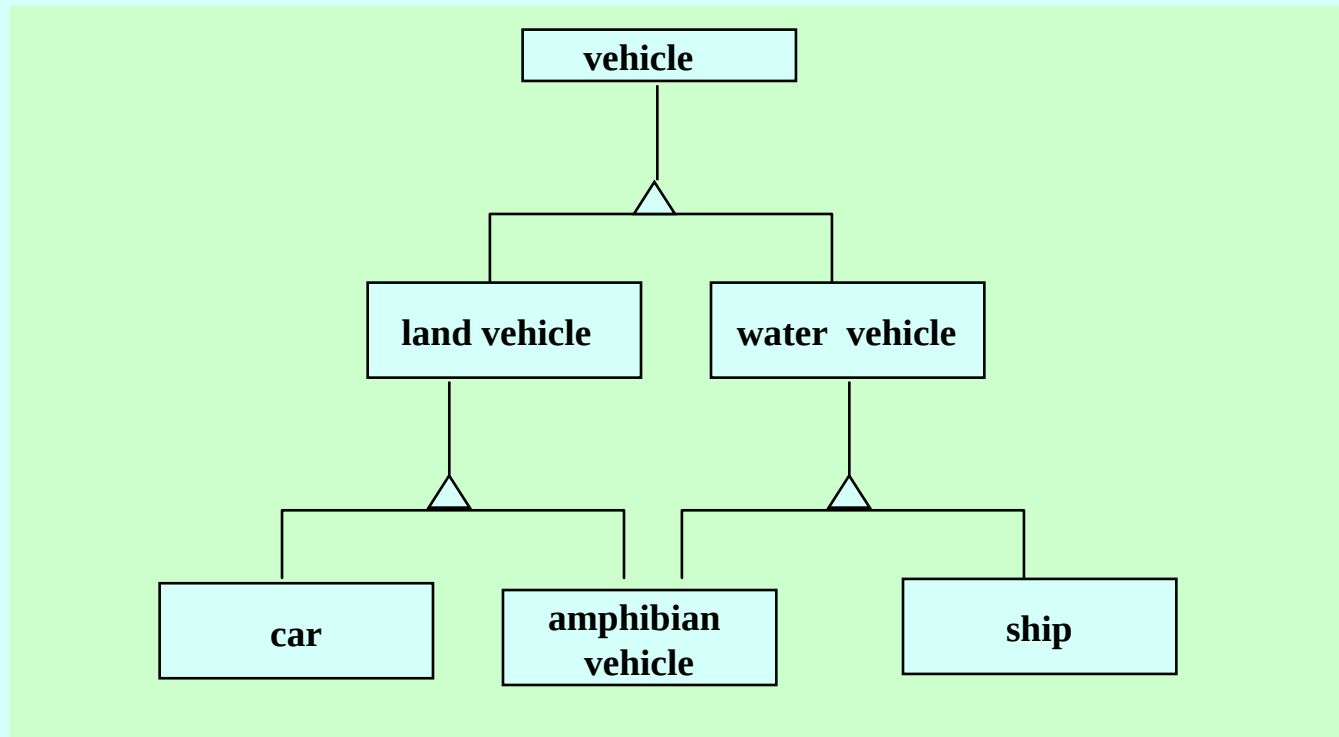 vehicle
land vehicle
water vehicle
car
amphibian
vehicle
ship